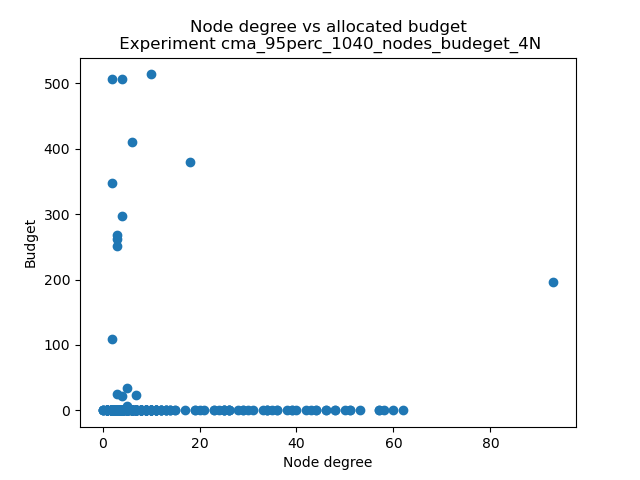 Node degree vs allocated budget
Experiment cma_95perc_1040_nodes_budeget_4N
500
400
300
200
100
0
Budget
0 20 40 60 80
Node degree